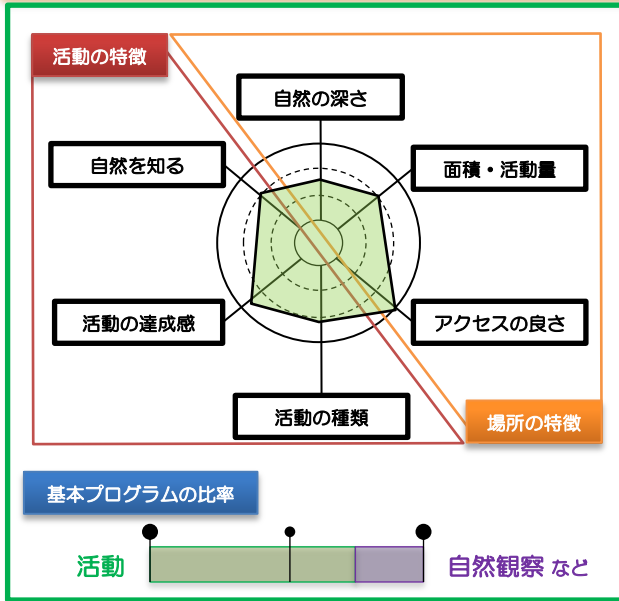 活動の特徴
自然の深さ
自然を知る
面積・活動量
活動の達成感
アクセスの良さ
活動の種類
場所の特徴
基本プログラムの比率
活動
自然観察 など